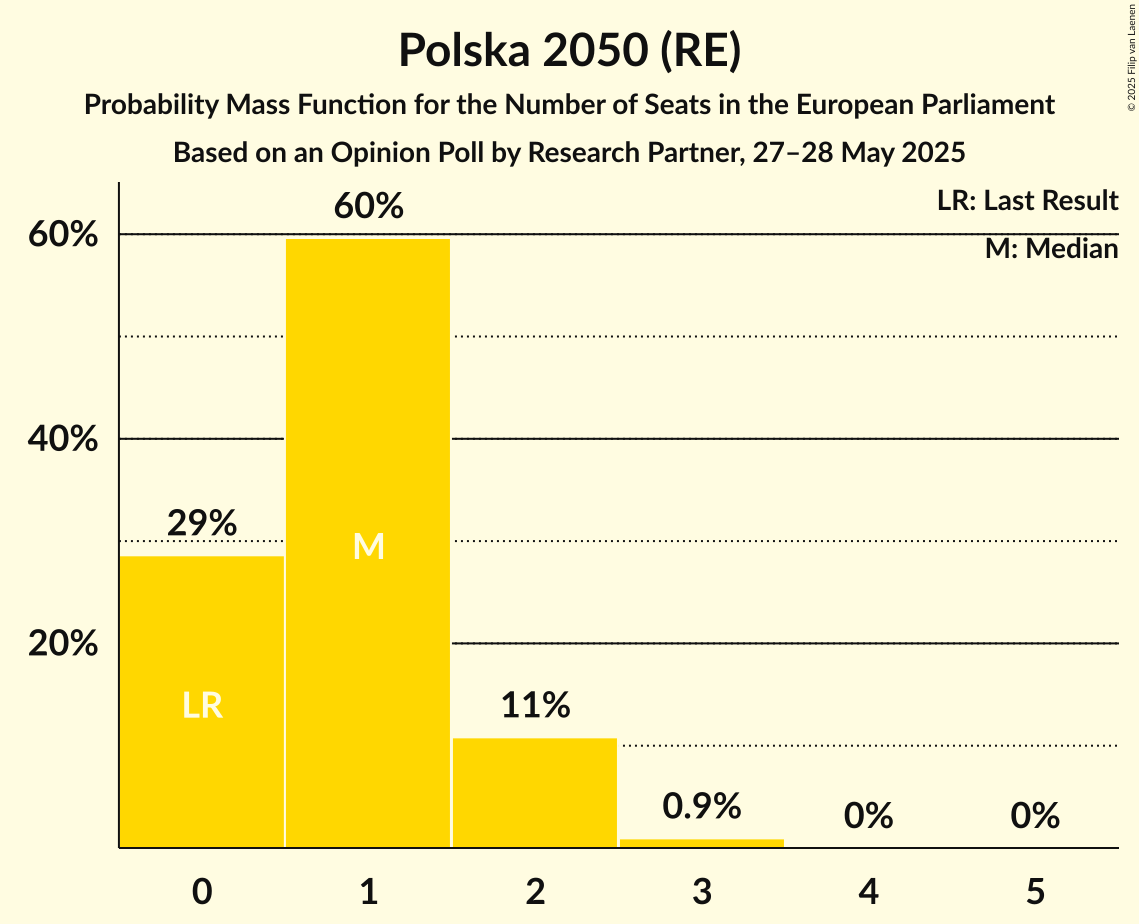 Polska 2050 (RE)
Probability Mass Function for the Number of Seats in the European Parliament
Based on an Opinion Poll by Research Partner, 27–28 May 2025
© 2025 Filip van Laenen
LR: Last Result
M: Median
60%
40%
20%
29%
60%
11%
0.9%
0%
0%
LR
M
0 1 2 3 4 5